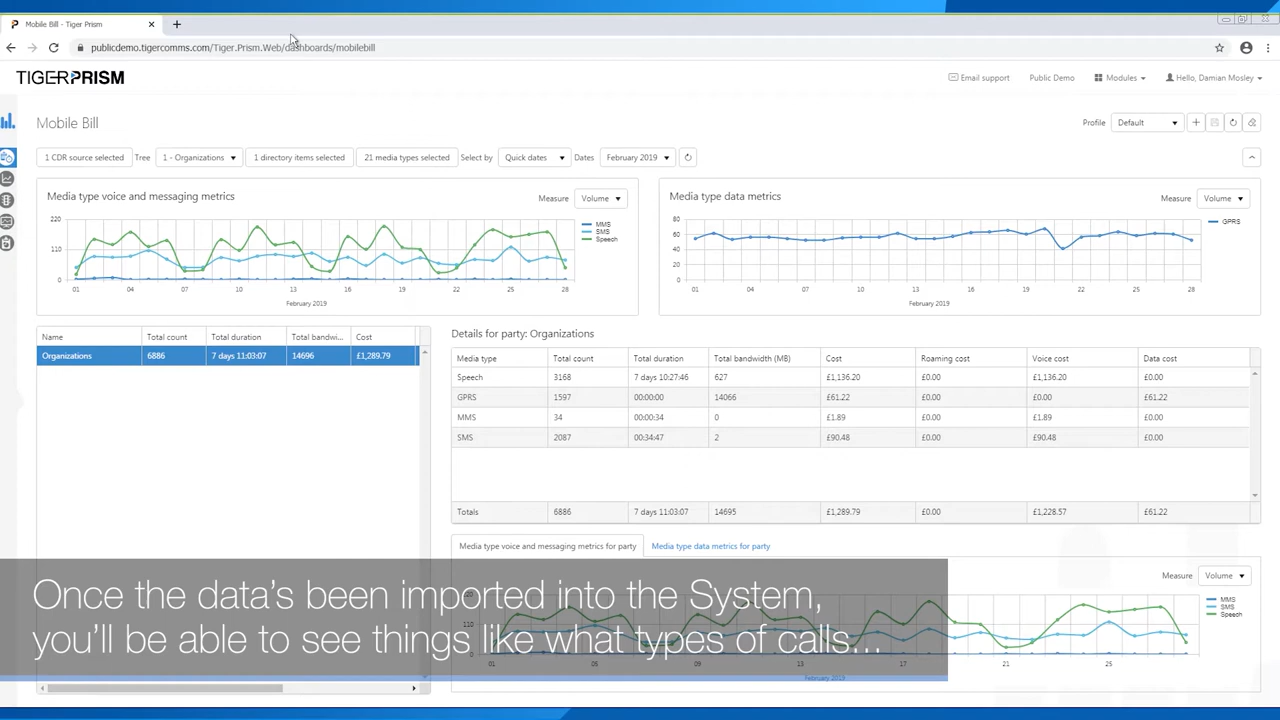 Mobile Bill - Tiger Prism
publicdemo.tigercomms.com/Tiger.Prism.Web/dashboards/mobilebill
TIGERPRISM
Email support
Public Demo
Modules
Hello, Damian Mosley
Mobile Bill
Profile
Default
1 CDR source selected
Tree
1 - Organizations
1 directory items selected
21 media types selected
Select by
Quick dates
Dates
February 2019
Media type voice and messaging metrics
Measure
Volume
220
110
0
MMS
SMS
Speech
01 04 07 10 13 16 19 22 25 28
February 2019
Media type data metrics
Measure
Volume
80
60
40
20
0
GPRS
01 04 07 10 13 16 19 22 25 28
February 2019
Name Total count Total duration Total bandwi... Cost
Organizations 6886 7 days 11:03:07 14696 £1,289.79
Details for party: Organizations
Media type Total count Total duration Total bandwidth (MB) Cost Roaming cost Voice cost Data cost
Speech 3168 7 days 10:27:46 627 £1,136.20 £0.00 £1,136.20 £0.00
GPRS 1597 00:00:00 14066 £61.22 £0.00 £0.00 £61.22
MMS 34 00:00:34 0 £1.89 £0.00 £1.89 £0.00
SMS 2087 00:34:47 2 £90.48 £0.00 £90.48 £0.00
Totals 6886 7 days 11:03:07 14695 £1,289.79 £0.00 £1,228.57 £61.22
Media type voice and messaging metrics for party
Media type data metrics for party
Measure
Volume
110
0
MMS
SMS
Speech
01 05 09 13 17 21 25
February 2019
Once the data's been imported into the System,
you'll be able to see things like what types of calls...